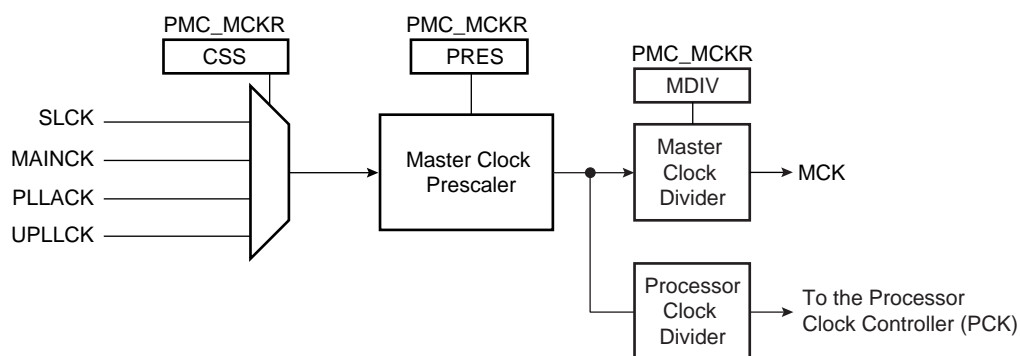 PMC_MCKR
CSS
PMC_MCKR
PRES
PMC_MCKR
MDIV
SLCK
MAINCK
PLLACK
UPLLCK
Master Clock
Prescaler
Master
Clock
Divider
MCK
Processor
Clock
Divider
To the Processor
Clock Controller (PCK)